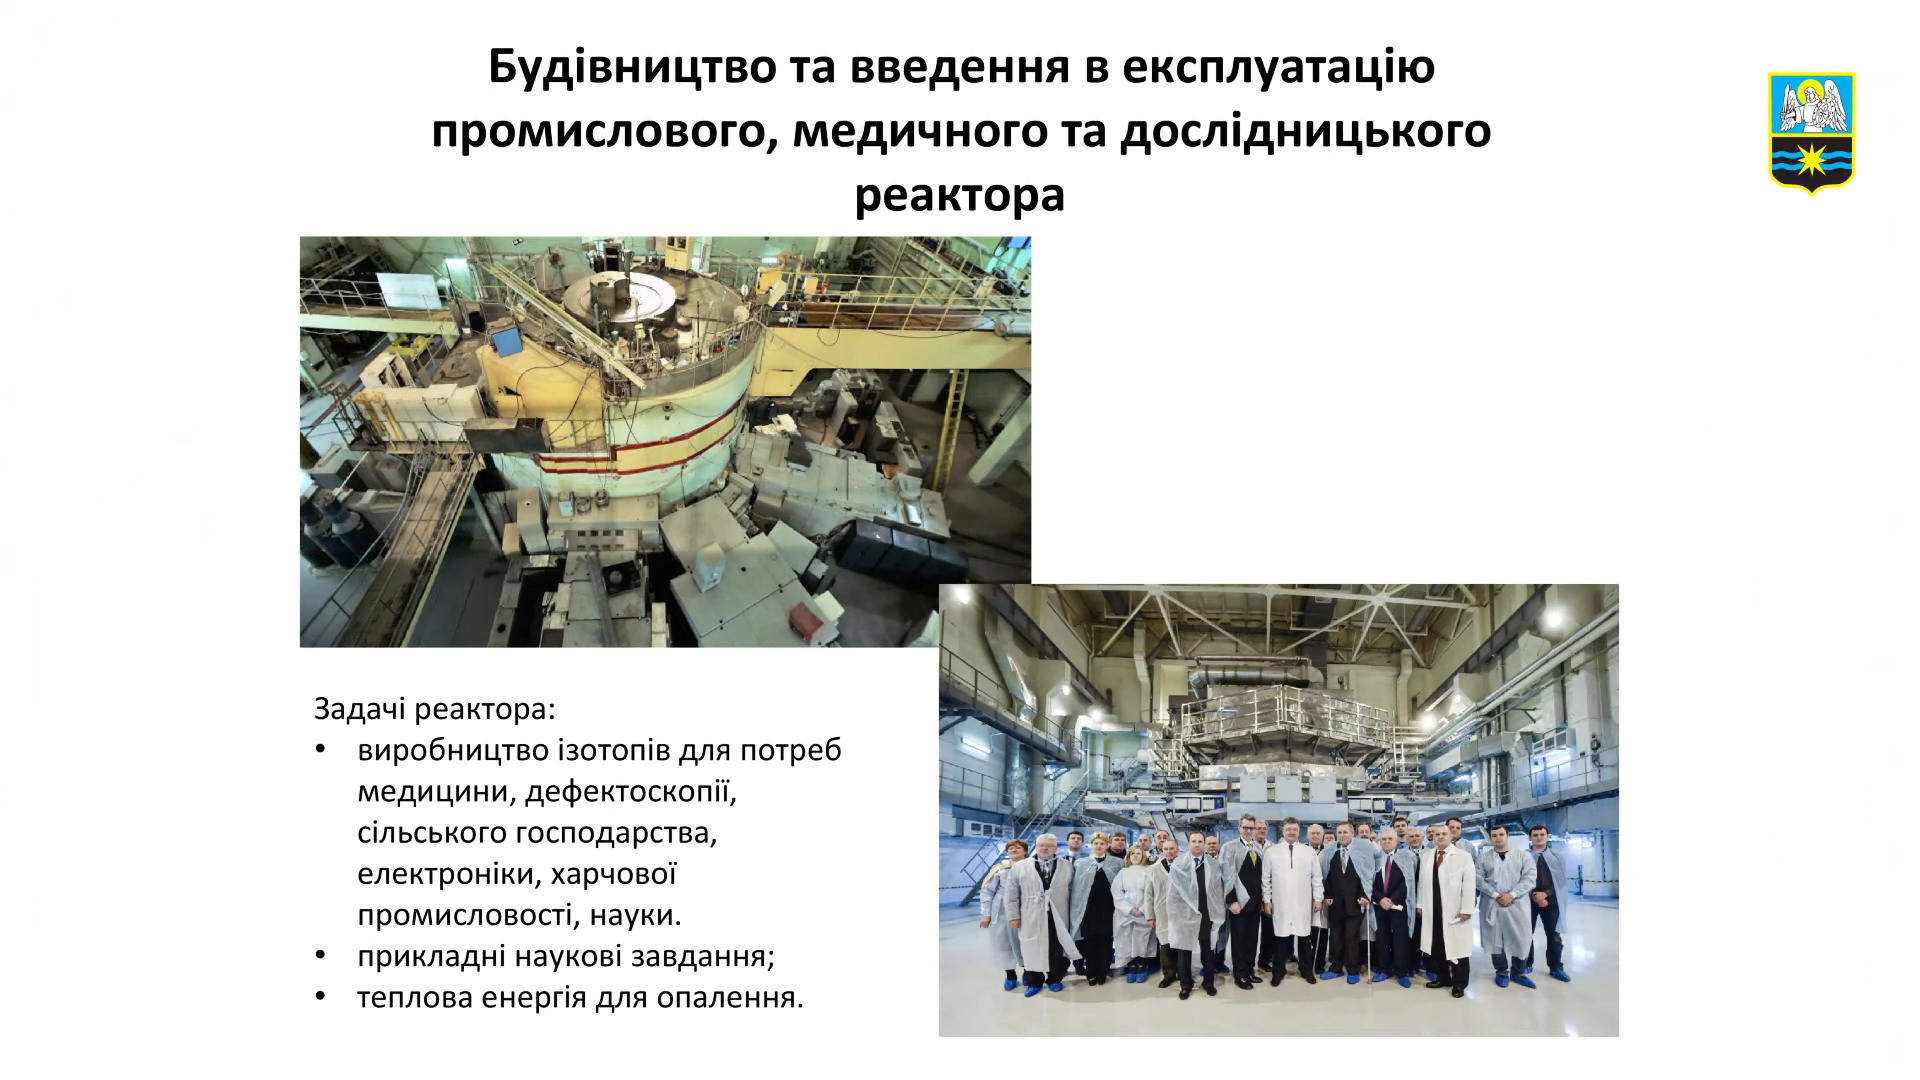 Будівництво та введення в експлуатацію
промислового, медичного та дослідницького
реактора
Задачі реактора:
• виробництво ізотопів для потреб
медицини, дефектоскопії,
сільського господарства,
електроніки, харчової
промисловості, науки.
• прикладні наукові завдання;
• теплова енергія для опалення.